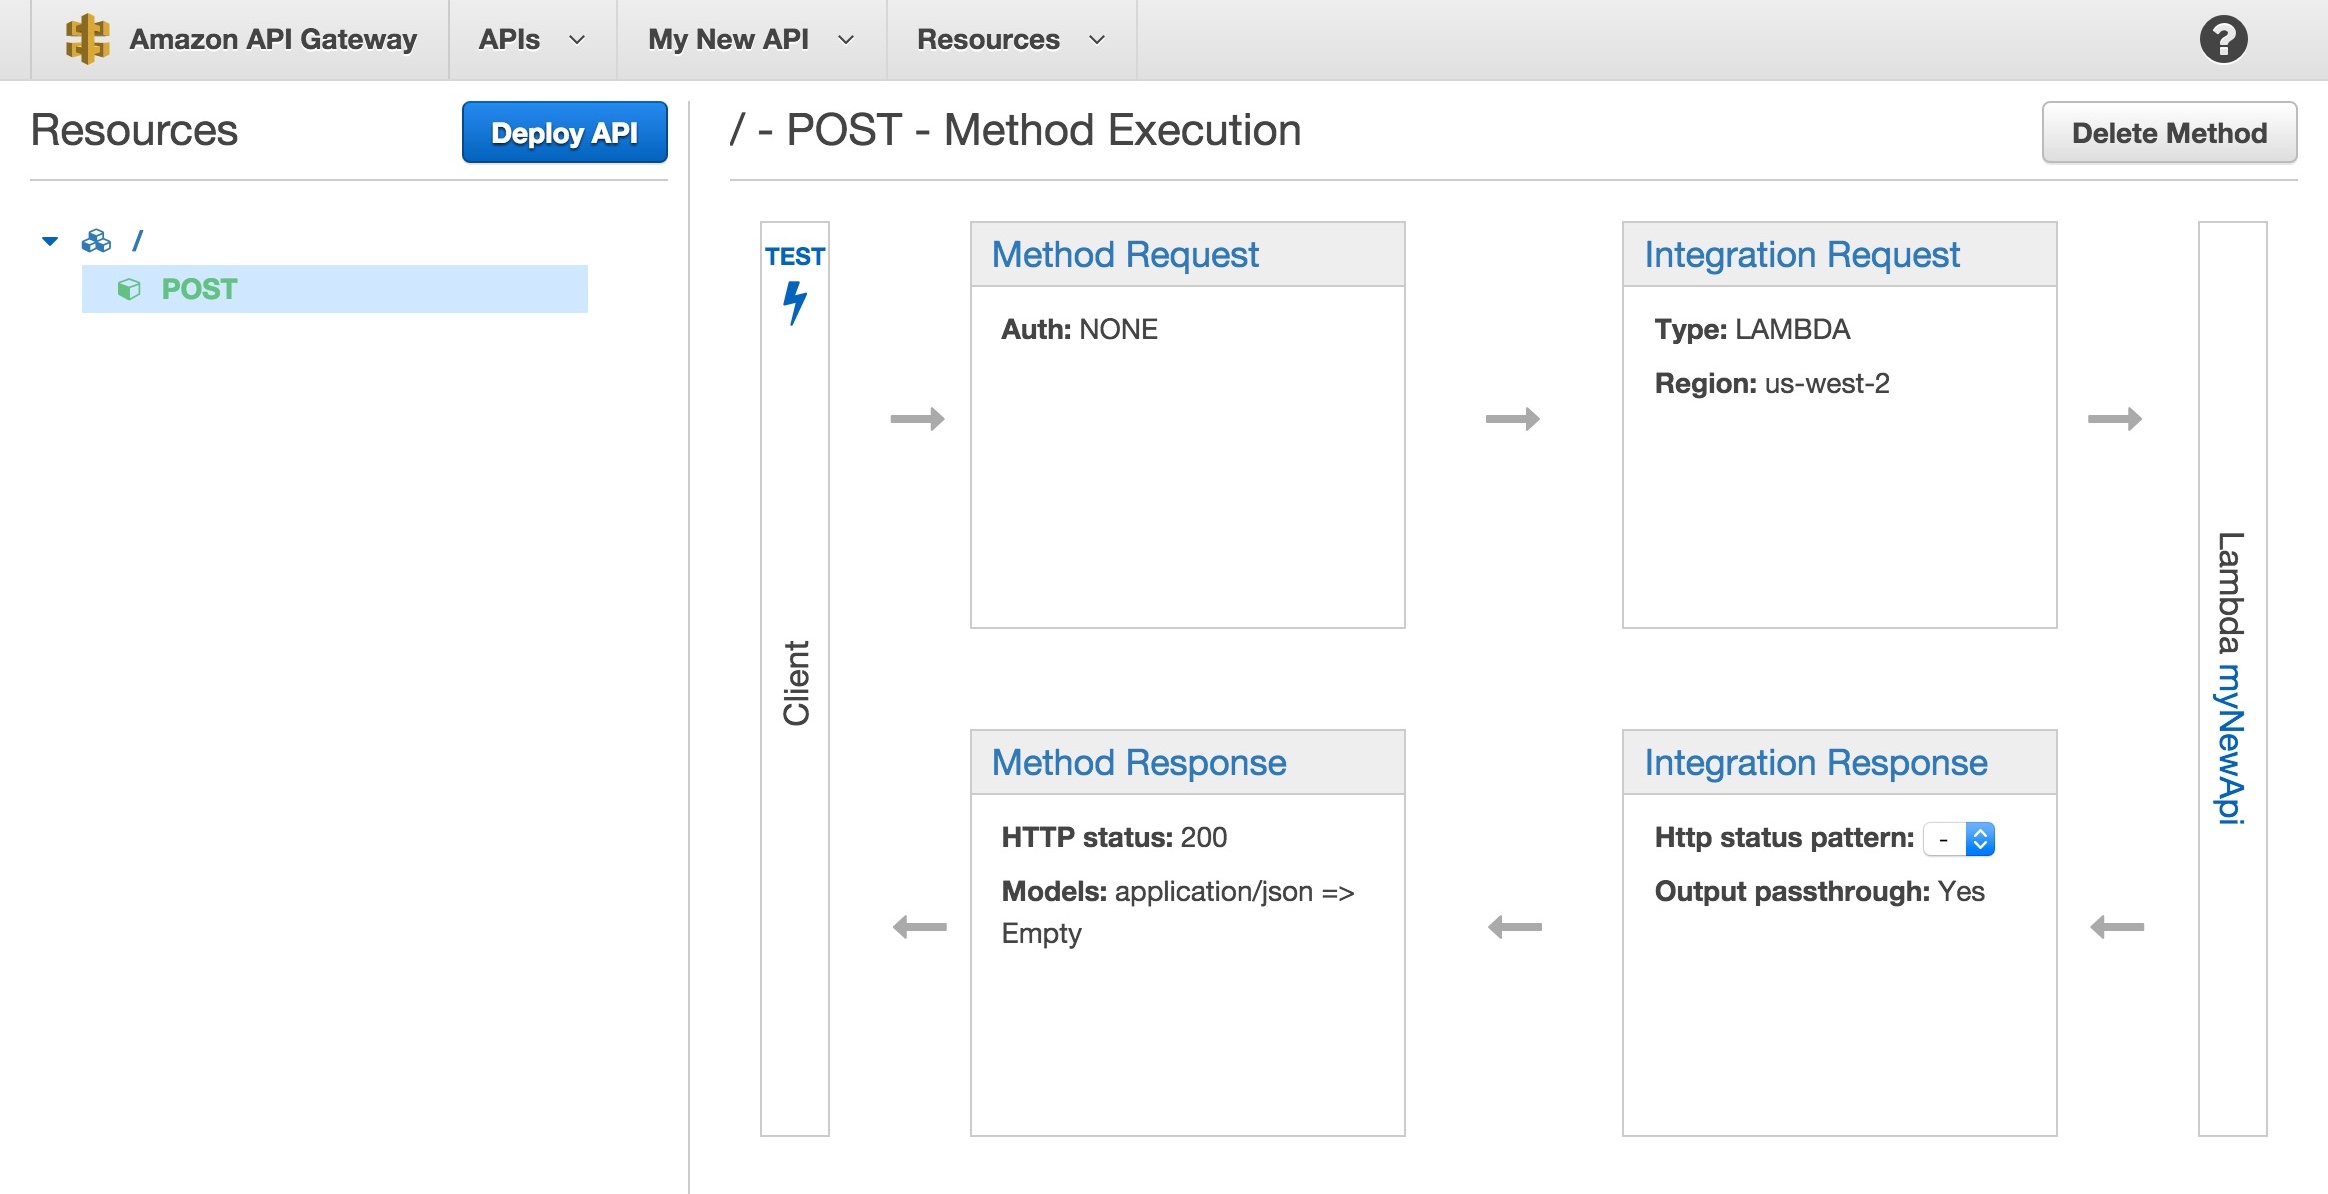 Amazon API Gateway
APIs
My New API
Resources
?
Resources
Deploy API
/ - POST - Method Execution
Delete Method
/
POST
TEST
Client
Method Request
Auth: NONE
Integration Request
Type: LAMBDA
Region: us-west-2
Lambda myNewApi
Method Response
HTTP status: 200
Models: application/json =>
Empty
Integration Response
Http status pattern: -
Output passthrough: Yes